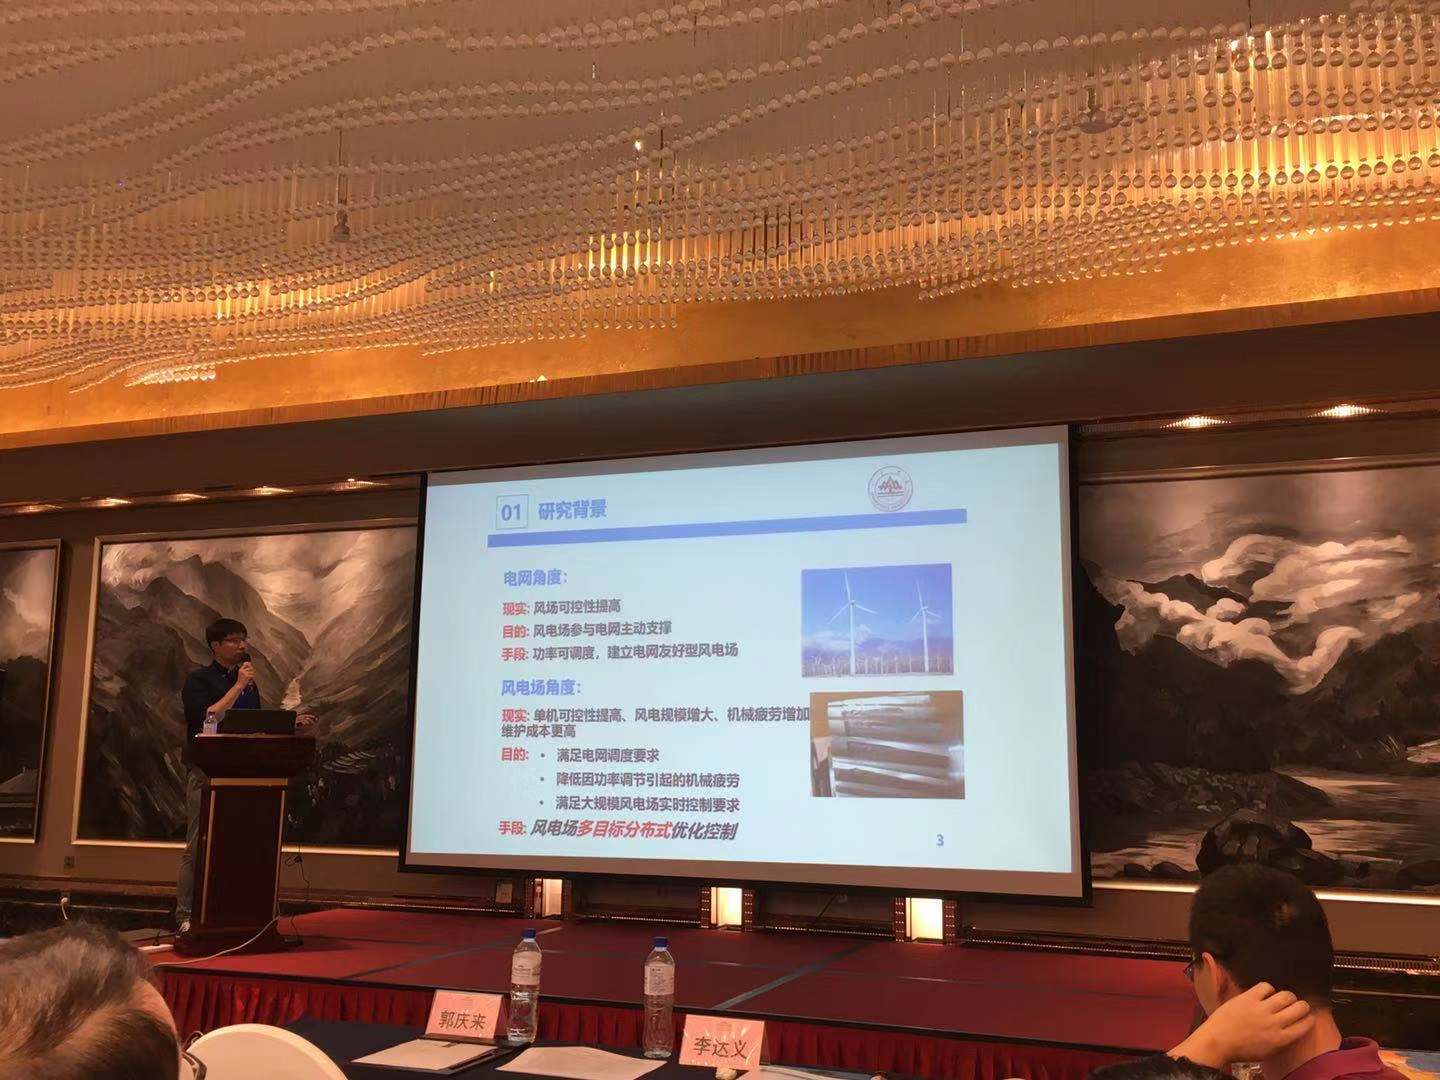 01 研究背景
电网角度：
现实: 风场可控性提高
目的: 风电场参与电网主动支撑
手段: 功率可调度，建立电网友好型风电场
风电场角度：
现实: 单机可控性提高、风电规模增大、机械疲劳增加
维护成本更高
目的: • 满足电网调度要求
• 降低因功率调节引起的机械疲劳
• 满足大规模风电场实时控制要求
手段: 风电场多目标分布式优化控制
3
郭庆来
李达义